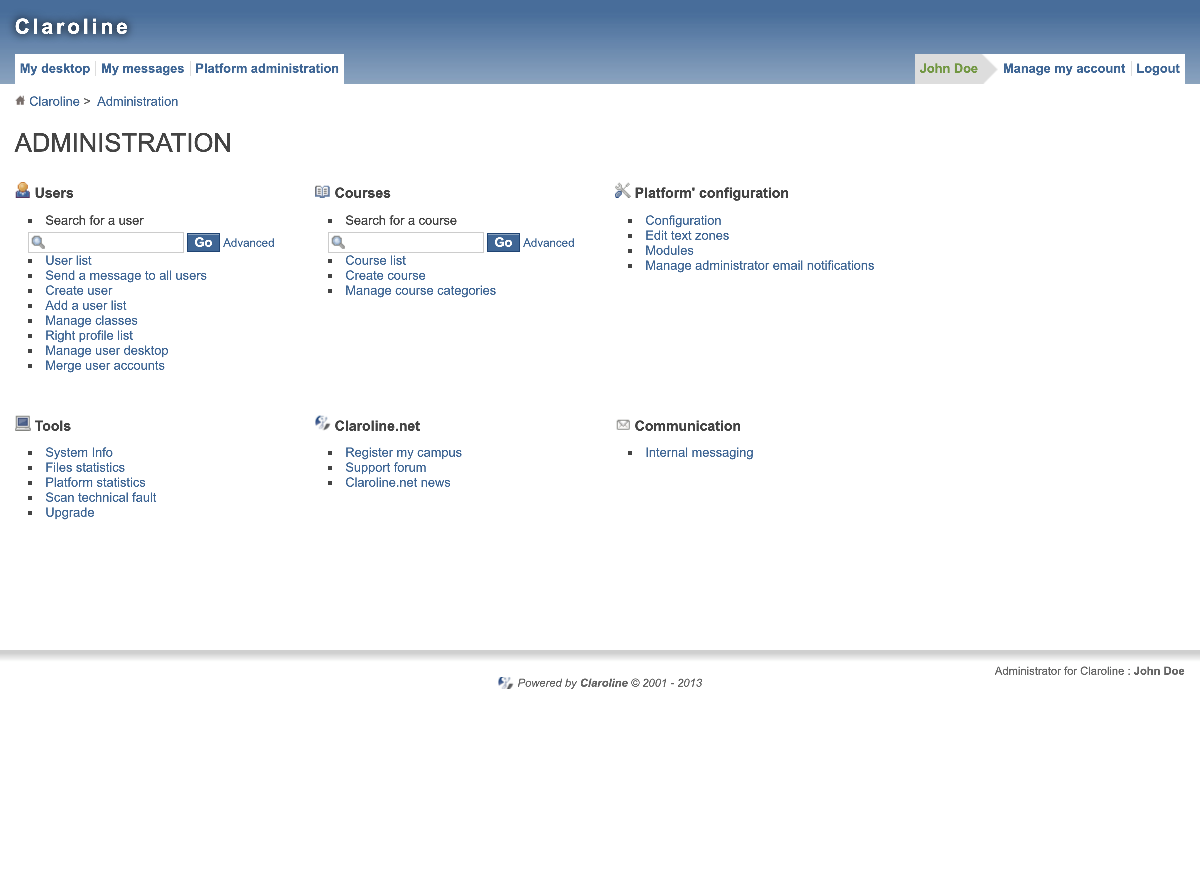 Claroline
My desktop My messages Platform administration John Doe Manage my account Logout
Claroline > Administration
ADMINISTRATION
Users
Search for a user
Go Advanced
User list
Send a message to all users
Create user
Add a user list
Manage classes
Right profile list
Manage user desktop
Merge user accounts
Courses
Search for a course
Go Advanced
Course list
Create course
Manage course categories
Platform' configuration
Configuration
Edit text zones
Modules
Manage administrator email notifications
Tools
System Info
Files statistics
Platform statistics
Scan technical fault
Upgrade
Claroline.net
Register my campus
Support forum
Claroline.net news
Communication
Internal messaging
Administrator for Claroline : John Doe
Powered by Claroline © 2001 - 2013